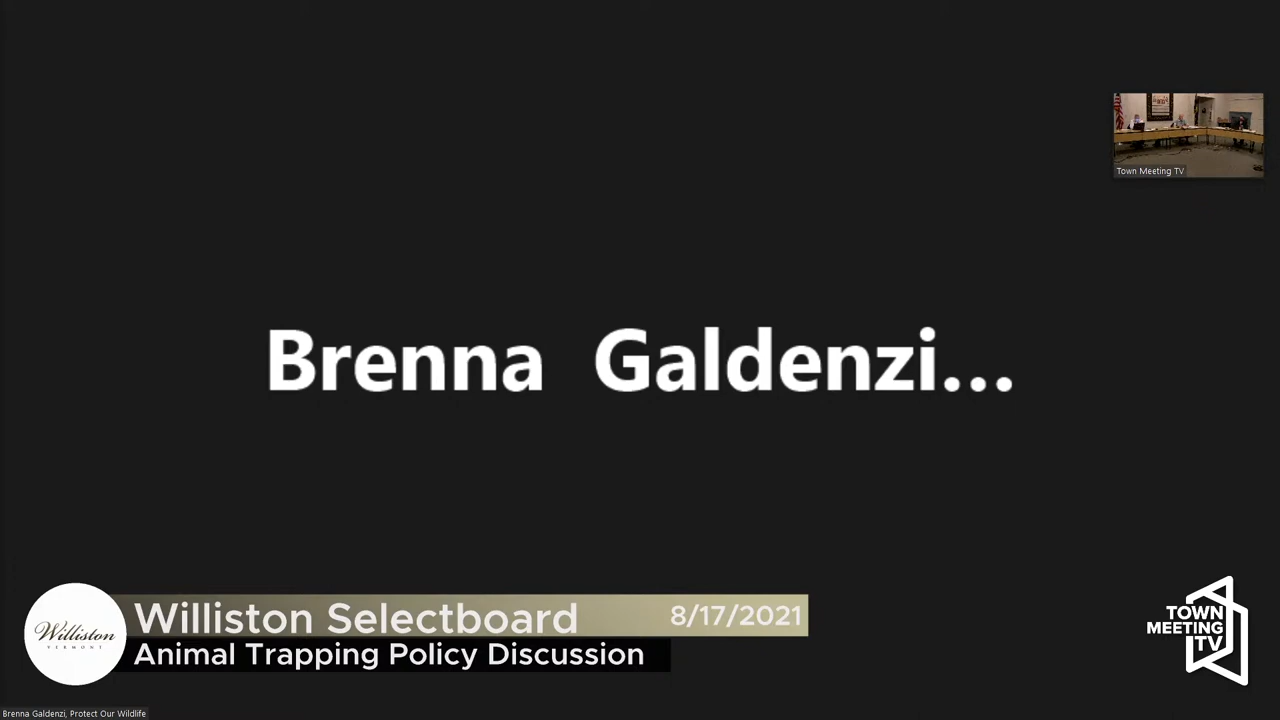 Town Meeting TV
Brenna Galdenzi...
Williston Selectboard
8/17/2021
Animal Trapping Policy Discussion
Williston
VERMONT
TOWN
MEETING
TV
Brenna Galdenzi, Protect Our Wildlife